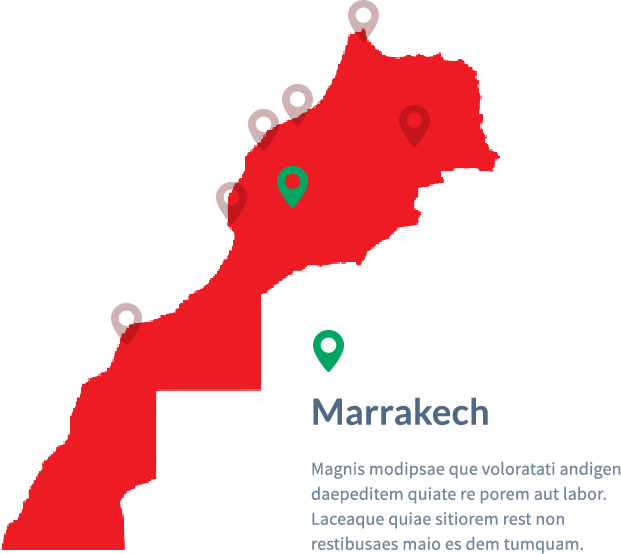 Marrakech
Magnis modipsae que voloratati andigen
daepeditem quiate re porem aut labor.
Laceaque quiae sitiorem rest non
restibusaes maio es dem tumquam.